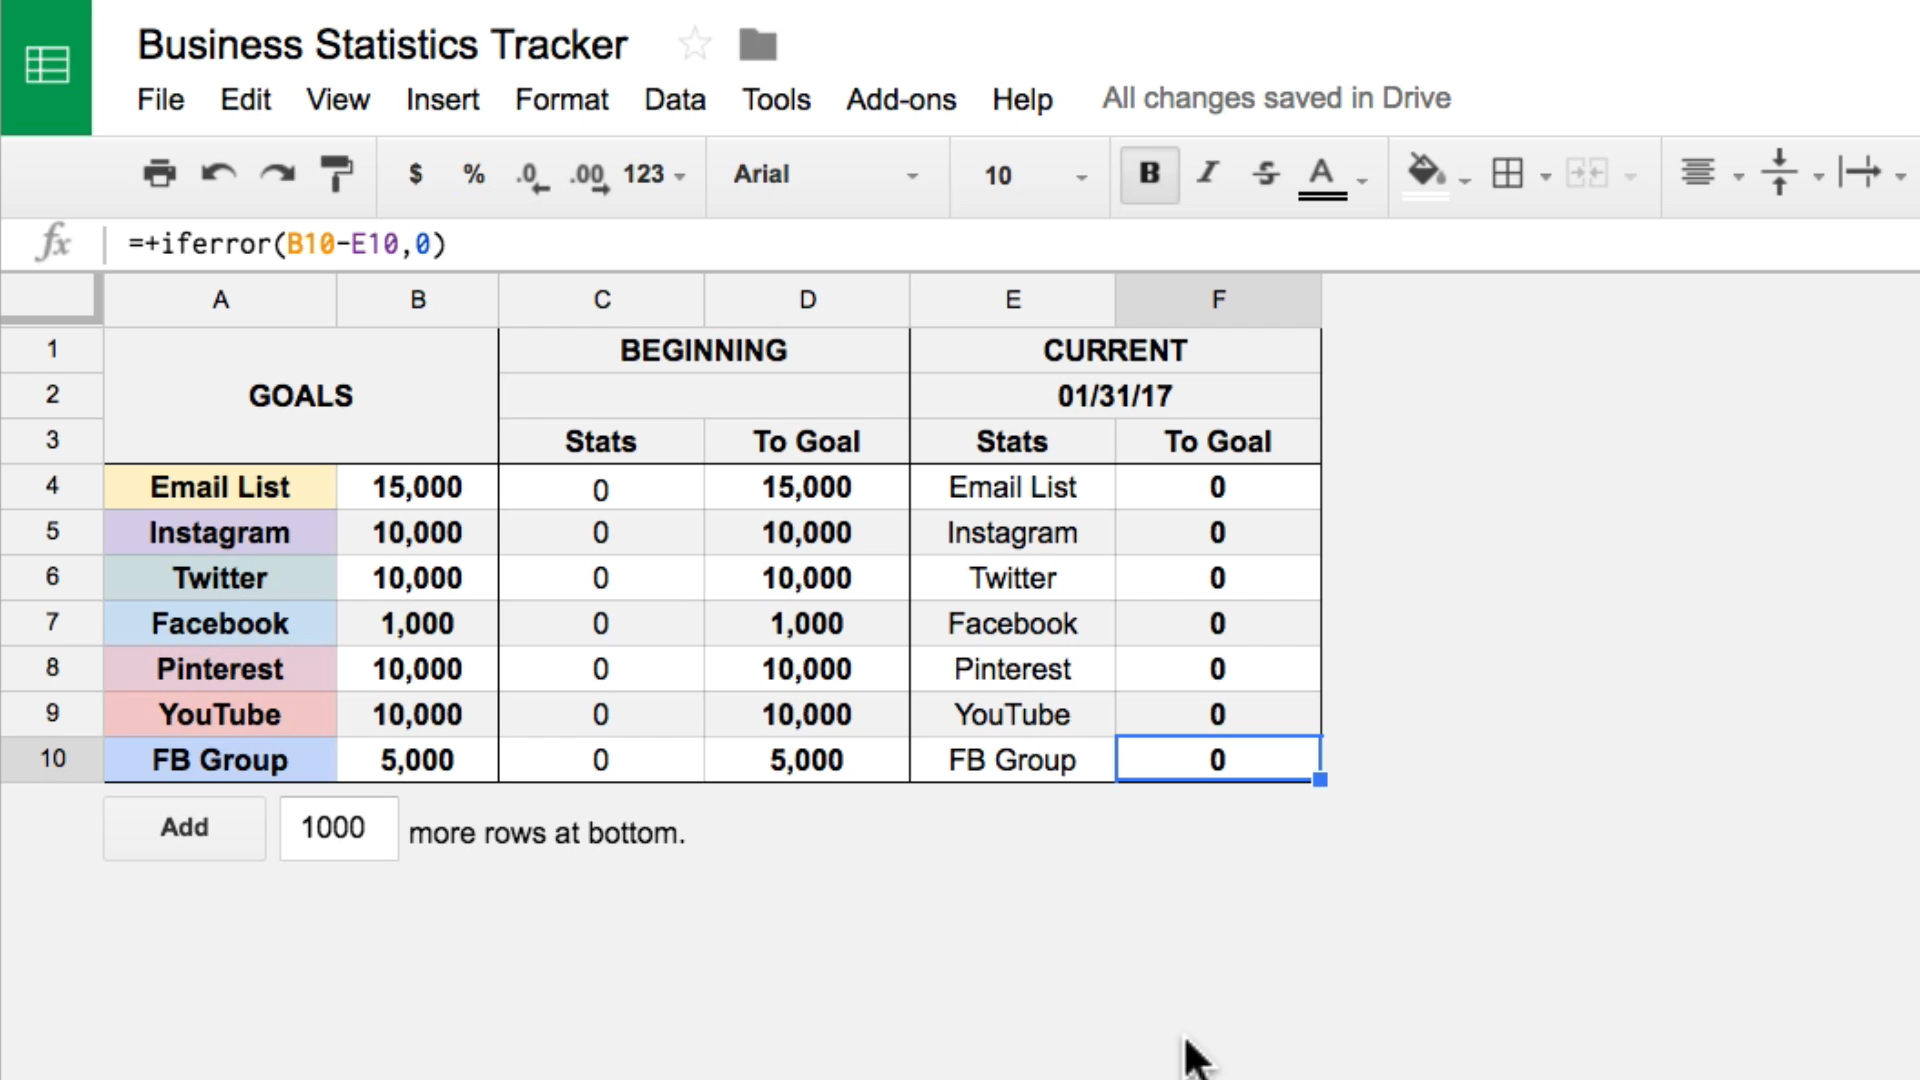 Business Statistics Tracker
File Edit View Insert Format Data Tools Add-ons Help All changes saved in Drive
$ % .0 .00 123 Arial 10 B I S A
fx =+iferror(B10-E10,0)
A B C D E F
1 BEGINNING CURRENT
2 GOALS 01/31/17
3 Stats To Goal Stats To Goal
4 Email List 15,000 0 15,000 Email List 0
5 Instagram 10,000 0 10,000 Instagram 0
6 Twitter 10,000 0 10,000 Twitter 0
7 Facebook 1,000 0 1,000 Facebook 0
8 Pinterest 10,000 0 10,000 Pinterest 0
9 YouTube 10,000 0 10,000 YouTube 0
10 FB Group 5,000 0 5,000 FB Group 0
Add 1000 more rows at bottom.